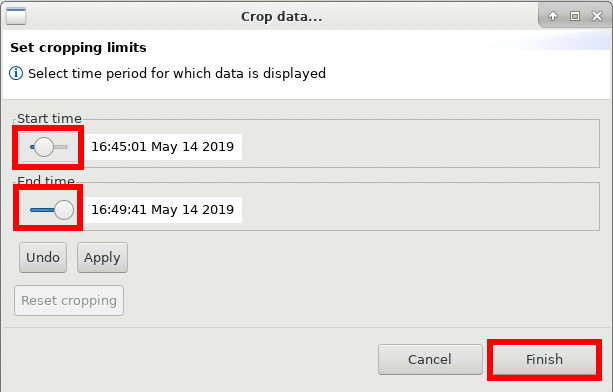 Crop data...
Set cropping limits
Select time period for which data is displayed
Start time
16:45:01 May 14 2019
End time
16:49:41 May 14 2019
Undo Apply
Reset cropping
Cancel Finish